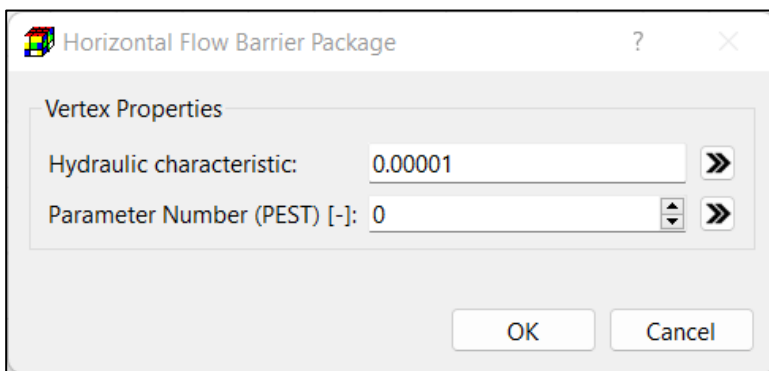 Horizontal Flow Barrier Package ?
Vertex Properties
Hydraulic characteristic: 0.00001
Parameter Number (PEST) [-]: 0
OK Cancel